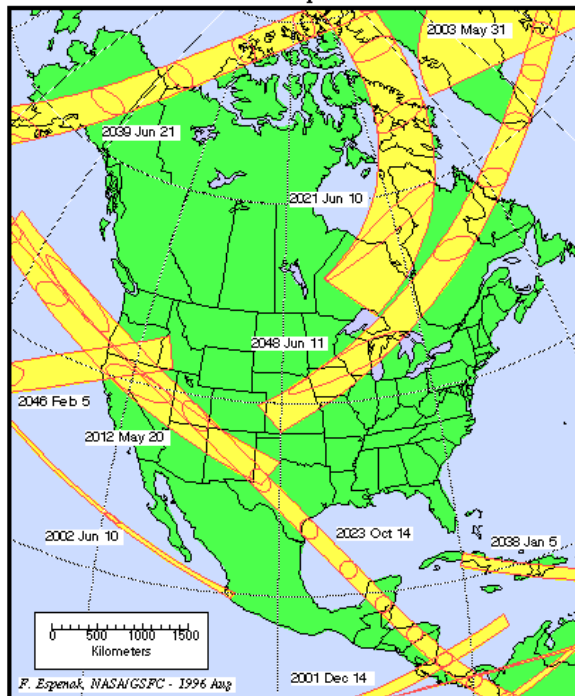 2003 May 31
2039 Jun 21
2021 Jun 10
2048 Jun 11
2046 Feb 5
2012 May 20
2002 Jun 10
2023 Oct 14
2038 Jan 5
0 500 1000 1500
Kilometers
2001 Dec 14
F. Espenak, NASA/GSFC - 1996 Aug